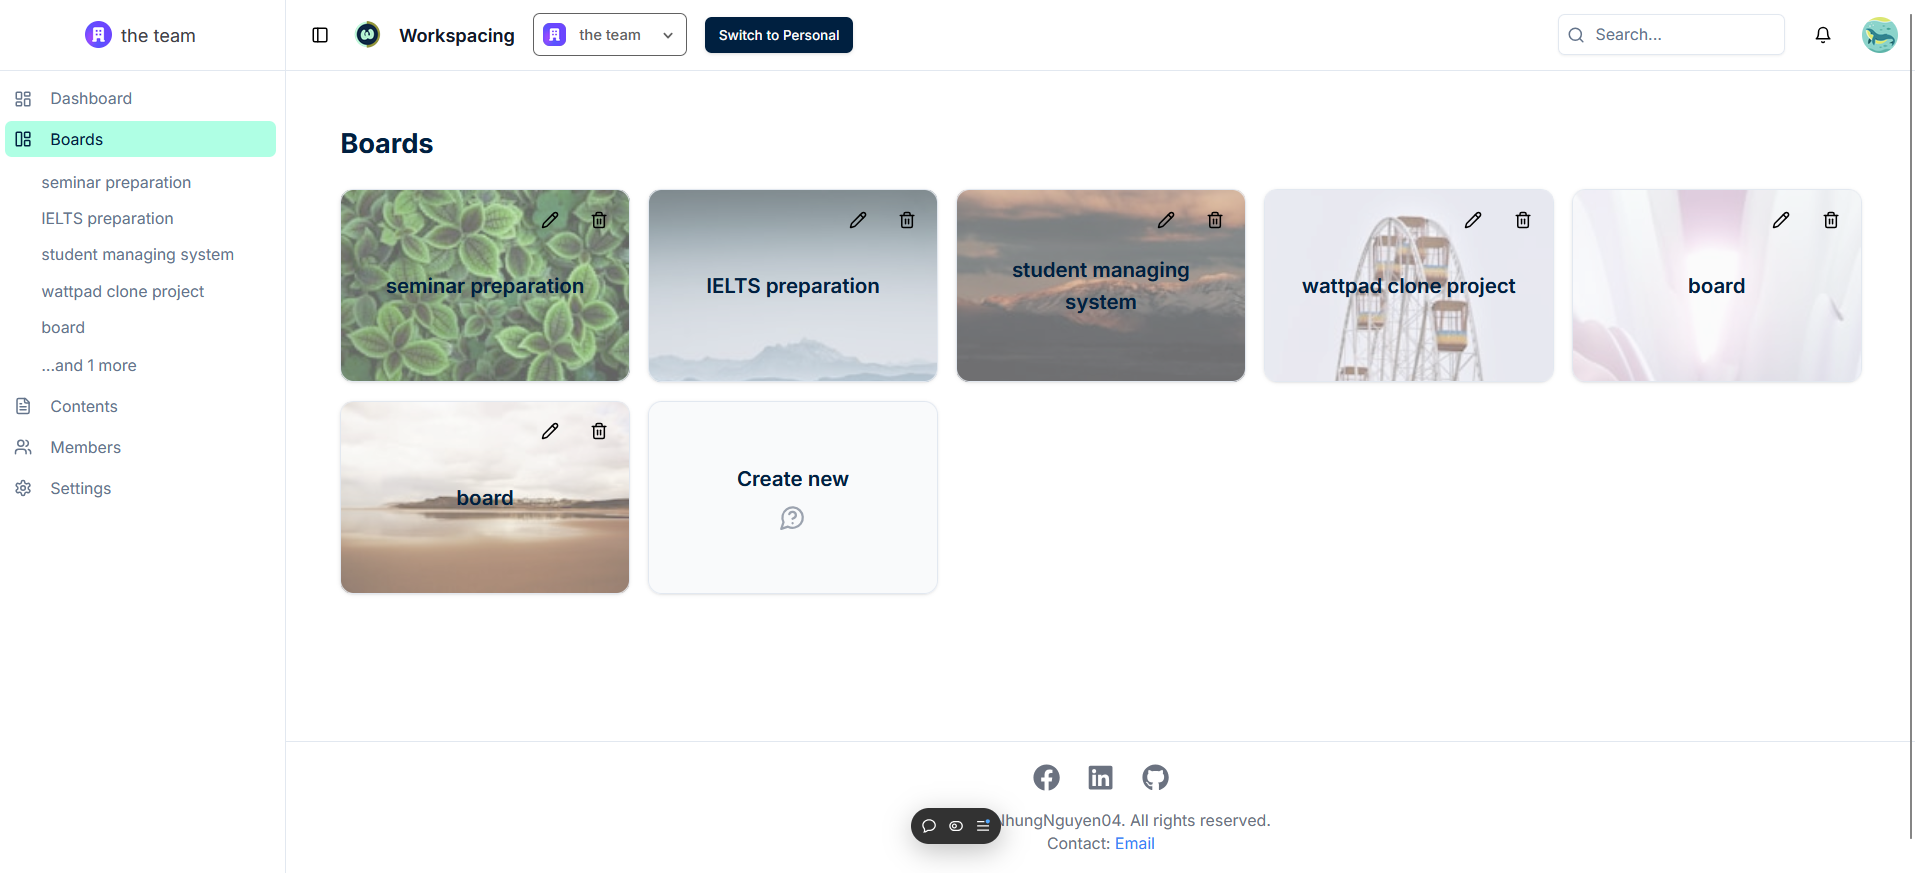 the team
Workspacing
the team
Switch to Personal
Search...
Dashboard
Boards
seminar preparation
IELTS preparation
student managing system
wattpad clone project
board
...and 1 more
Contents
Members
Settings
Boards
seminar preparation
IELTS preparation
student managing
system
wattpad clone project
board
board
Create new
All rights reserved.
Contact: Email